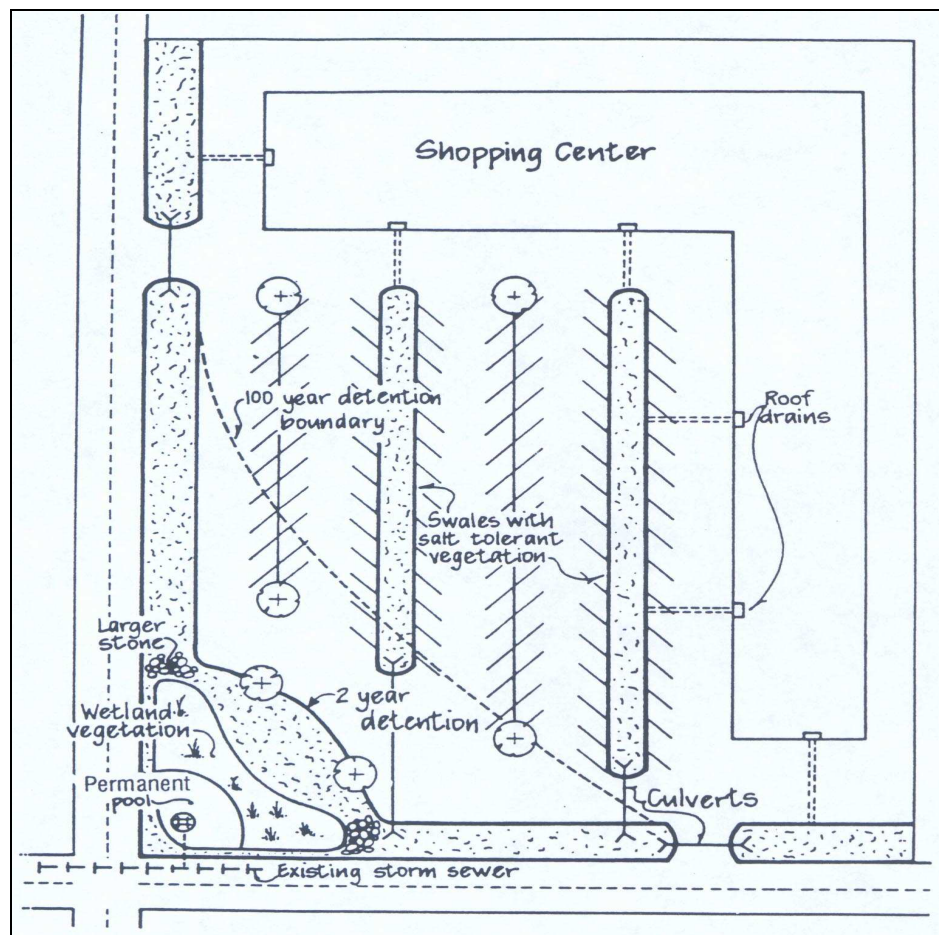 Shopping Center
100 year detention
boundary
Roof
drains
Swales with
salt tolerant
vegetation
Larger
stone
2 year
detention
Wetland
vegetation
Permanent
pool
Culverts
Existing storm sewer